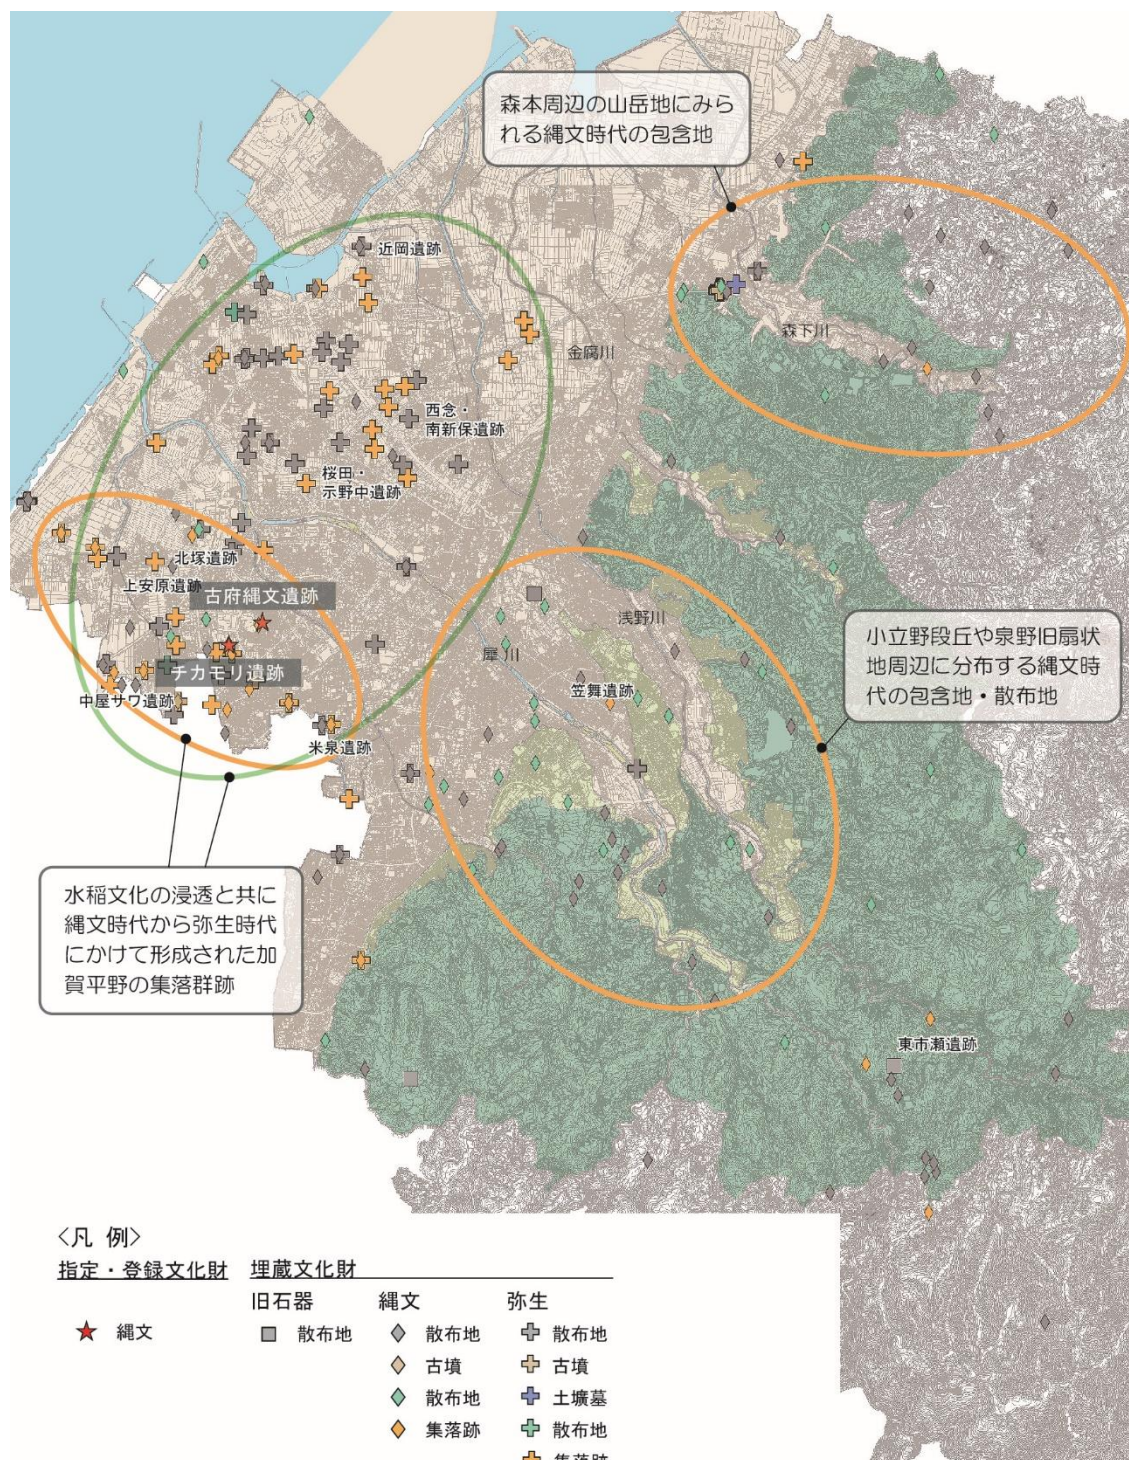 森本周辺の山岳地にみら
れる縄文時代の包含地
近岡遺跡
森下川
金腐川
西念・
南新保遺跡
桜田・
示野中遺跡
北塚遺跡
上安原遺跡
古府縄文遺跡
浅野川
小立野段丘や泉野旧扇状
地周辺に分布する縄文時
代の包含地・散布地
犀川
チカモリ遺跡
笠舞遺跡
中屋サワ遺跡
米泉遺跡
水稲文化の浸透と共に
縄文時代から弥生時代
にかけて形成された加
賀平野の集落群跡
東市瀬遺跡
<凡 例>
指定・登録文化財
縄文
埋蔵文化財
旧石器
散布地
縄文
散布地
古墳
散布地
集落跡
弥生
散布地
古墳
土壙墓
散布地
集落跡